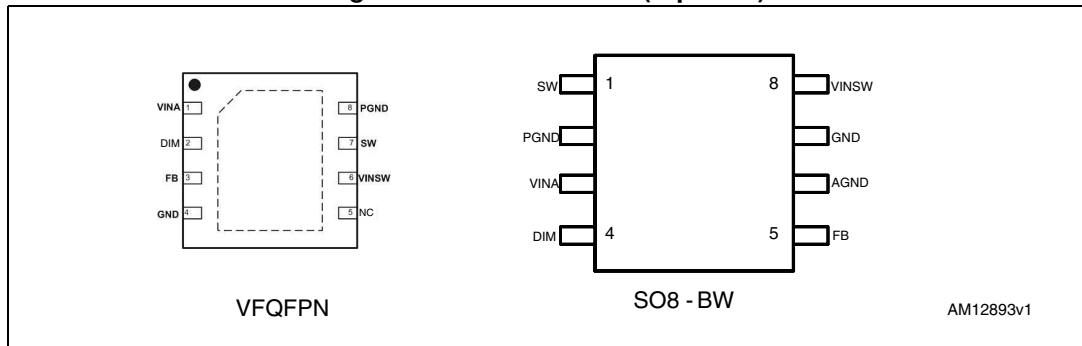 VINA 1
DIM 2
FB 3
GND 4
8 PGND
7 SW
6 VINSW
5 NC
VFQFPN
SW 1
PGND
VINA
DIM 4
8 VINSW
GND
AGND
5 FB
SO8 - BW
AM12893v1